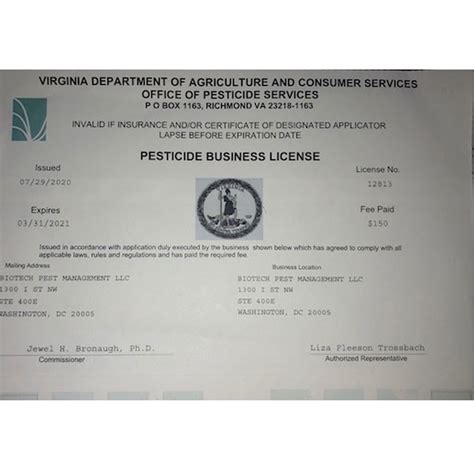 VIRGINIA DEPARTMENT OF AGRICULTURE AND CONSUMER SERVICES
OFFICE OF PESTICIDE SERVICES
P O BOX 1163, RICHMOND VA 23218-1163
INVALID IF INSURANCE AND/OR CERTIFICATE OF DESIGNATED APPLICATOR
LAPSE BEFORE EXPIRATION DATE
PESTICIDE BUSINESS LICENSE
Issued
07/29/2020
License No.
12813
Expires
03/31/2021
Fee Paid
$150
VIRGINIA
Issued in accordance with application duly executed by the business shown below which has agreed to comply with all
applicable laws, rules and regulations and has paid the required fee.
Mailing Address
BIOTECH PEST MANAGEMENT LLC
1300 I ST NW
STE 400E
WASHINGTON, DC 20005
Business Location
BIOTECH PEST MANAGEMENT LLC
1300 I ST NW
STE 400E
WASHINGTON, DC 20005
Jewel H. Bronaugh, Ph.D.
Commissioner
Liza Fleeson Trossbach
Authorized Representative